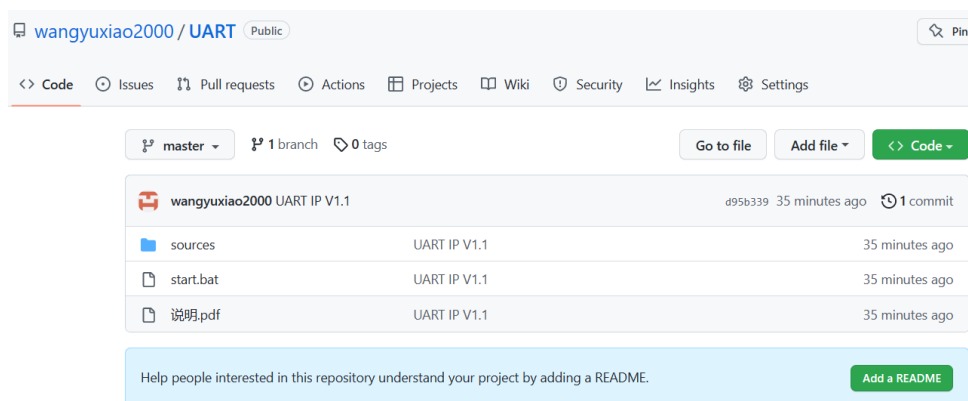 wangyuxiao2000 / UART Public
Pin
Code Issues Pull requests Actions Projects Wiki Security Insights Settings
master 1 branch 0 tags Go to file Add file Code
wangyuxiao2000 UART IP V1.1 d95b339 35 minutes ago 1 commit
sources UART IP V1.1 35 minutes ago
start.bat UART IP V1.1 35 minutes ago
说明.pdf UART IP V1.1 35 minutes ago
Help people interested in this repository understand your project by adding a README. Add a README